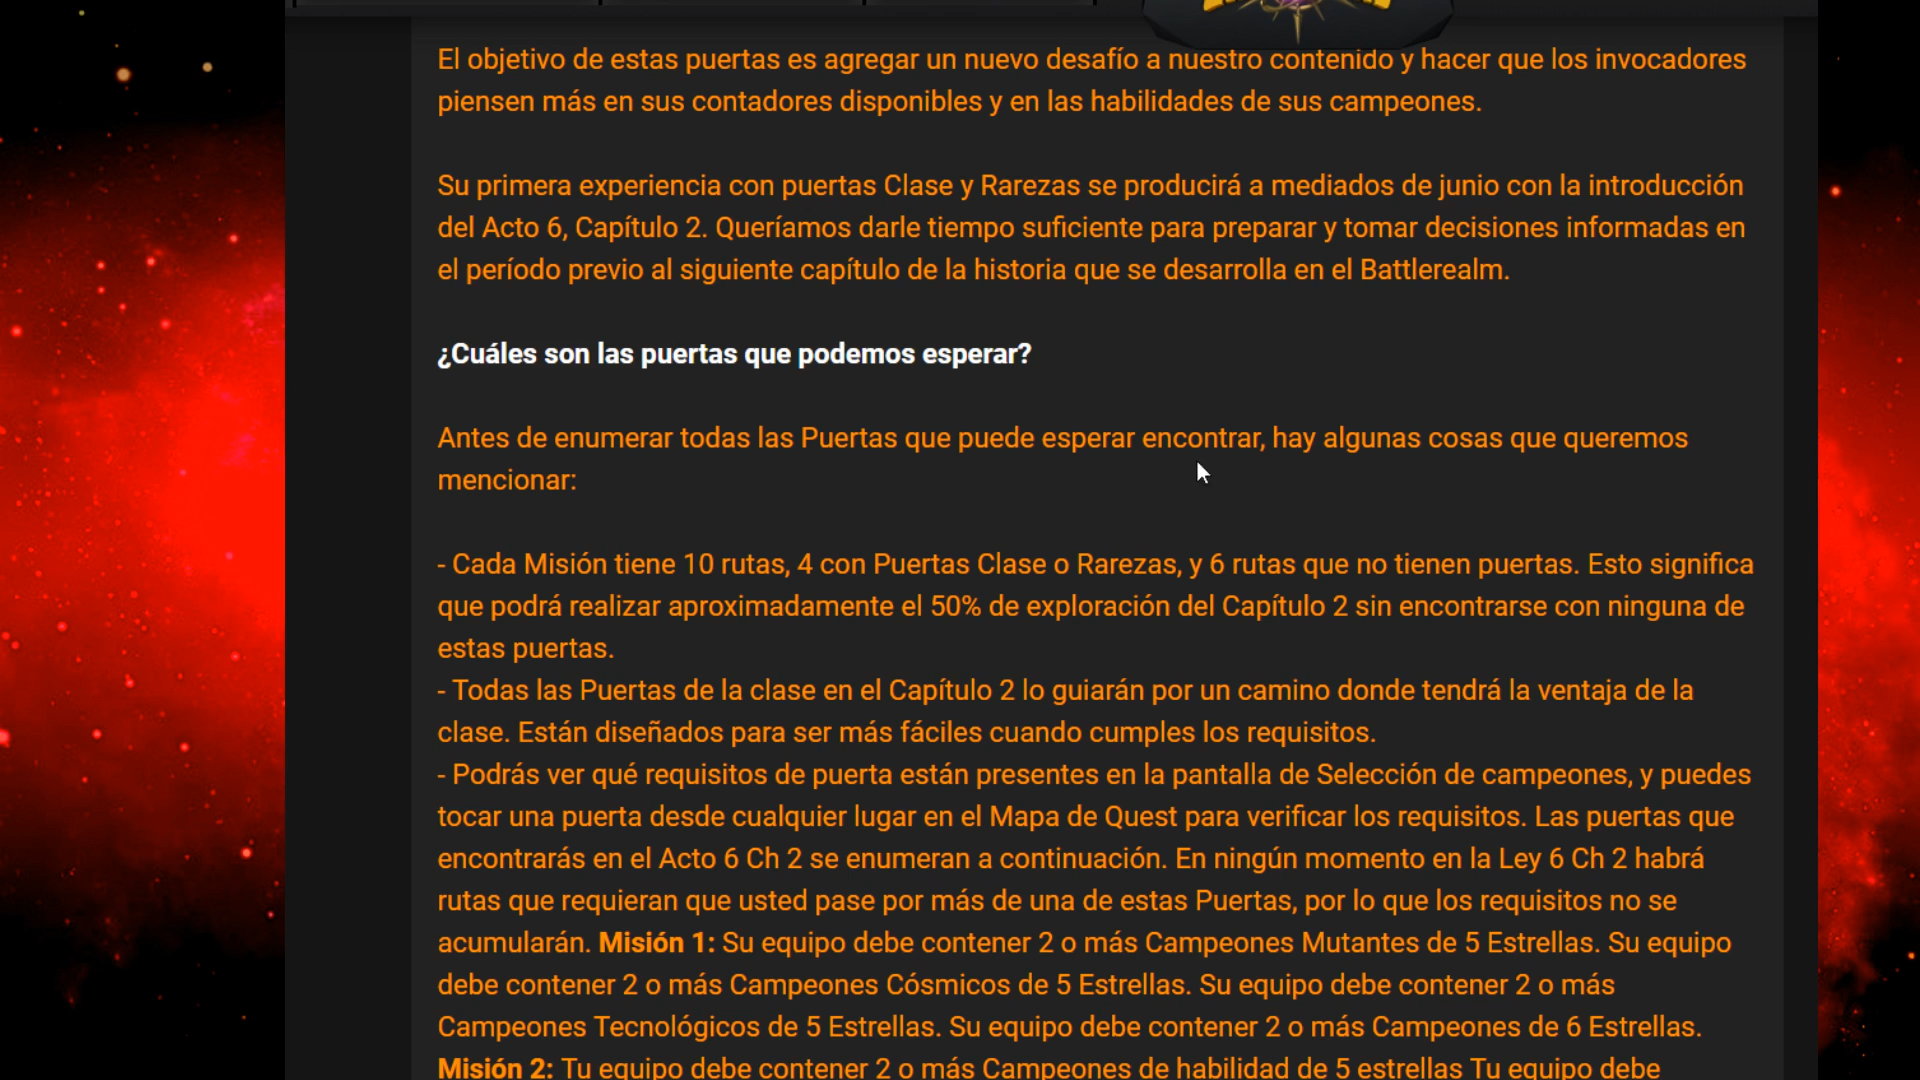 El objetivo de estas puertas es agregar un nuevo desafío a nuestro contenido y hacer que los invocadores
piensen más en sus contadores disponibles y en las habilidades de sus campeones.
Su primera experiencia con puertas Clase y Rarezas se producirá a mediados de junio con la introducción
del Acto 6, Capítulo 2. Queríamos darle tiempo suficiente para preparar y tomar decisiones informadas en
el período previo al siguiente capítulo de la historia que se desarrolla en el Battlerealm.
¿Cuáles son las puertas que podemos esperar?
Antes de enumerar todas las Puertas que puede esperar encontrar, hay algunas cosas que queremos
mencionar:
- Cada Misión tiene 10 rutas, 4 con Puertas Clase o Rarezas, y 6 rutas que no tienen puertas. Esto significa
que podrá realizar aproximadamente el 50% de exploración del Capítulo 2 sin encontrarse con ninguna de
estas puertas.
- Todas las Puertas de la clase en el Capítulo 2 lo guiarán por un camino donde tendrá la ventaja de la
clase. Están diseñados para ser más fáciles cuando cumples los requisitos.
- Podrás ver qué requisitos de puerta están presentes en la pantalla de Selección de campeones, y puedes
tocar una puerta desde cualquier lugar en el Mapa de Quest para verificar los requisitos. Las puertas que
encontrarás en el Acto 6 Ch 2 se enumeran a continuación. En ningún momento en la Ley 6 Ch 2 habrá
rutas que requieran que usted pase por más de una de estas Puertas, por lo que los requisitos no se
acumularán. Misión 1: Su equipo debe contener 2 o más Campeones Mutantes de 5 Estrellas. Su equipo
debe contener 2 o más Campeones Cósmicos de 5 Estrellas. Su equipo debe contener 2 o más
Campeones Tecnológicos de 5 Estrellas. Su equipo debe contener 2 o más Campeones de 6 Estrellas.
Misión 2: Tu equipo debe contener 2 o más Campeones de habilidad de 5 estrellas Tu equipo debe